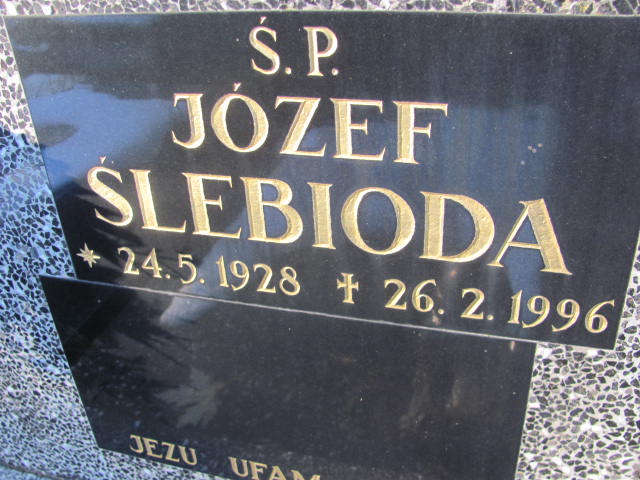 Ś. P.
JÓZEF
ŚLEBIODA
* 24. 5. 1928 ✝ 26. 2. 1996
JEZU UFAM